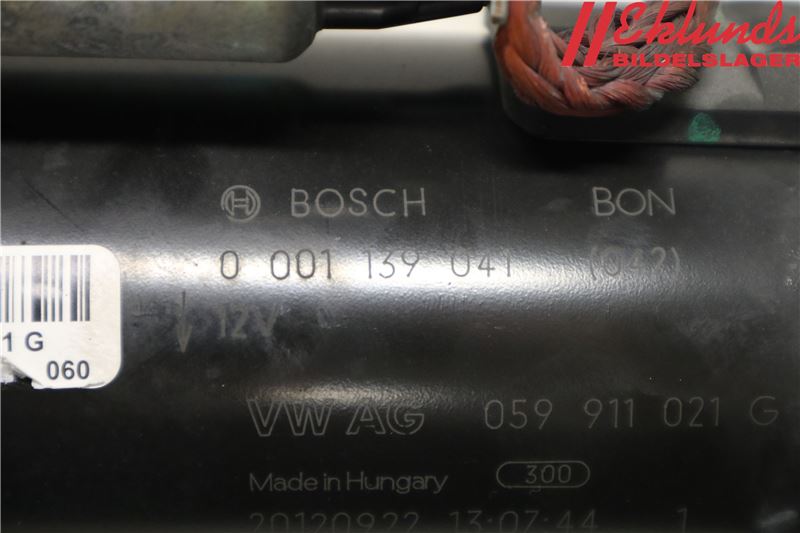 Eklunds
BILDELSLAGER
BOSCH BON
0 001 139 041 (042)
12V
1 G
060
VW AG 059 911 021 G
Made in Hungary 300
20120922 13:07:44 1